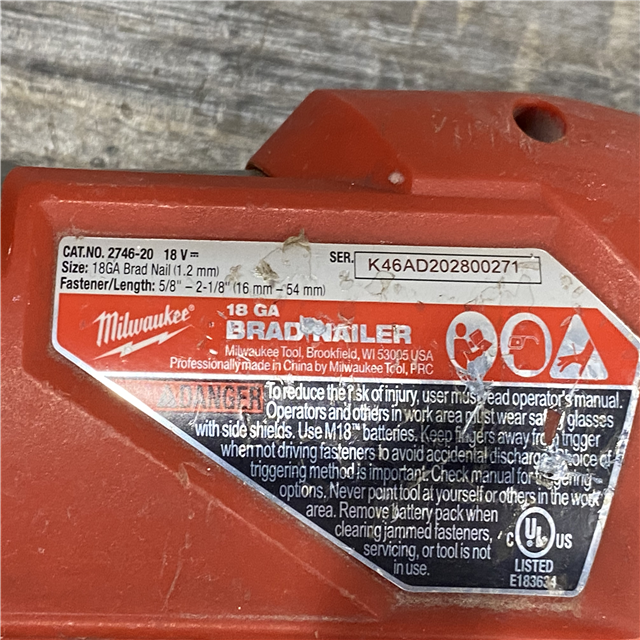 CAT.NO. 2746-20 18 V
SER. K46AD202800271
Size: 18GA Brad Nail (1.2 mm)
Fastener/Length: 5/8" – 2-1/8" (16 mm – 54 mm)
Milwaukee®
18 GA
BRAD NAILER
Milwaukee Tool, Brookfield, WI 53005 USA
Professionally made in China by Milwaukee Tool, PRC
DANGER To reduce the risk of injury, user must read operator's manual.
Operators and others in work area must wear safety glasses
with side shields. Use M18™ batteries. Keep fingers away from trigger
when not driving fasteners to avoid accidental discharge. Choice of
triggering method is important. Check manual for triggering
options. Never point tool at yourself or others in the work
area. Remove battery pack when
clearing jammed fasteners,
servicing, or tool is not
in use.
C UL US
LISTED
E183634